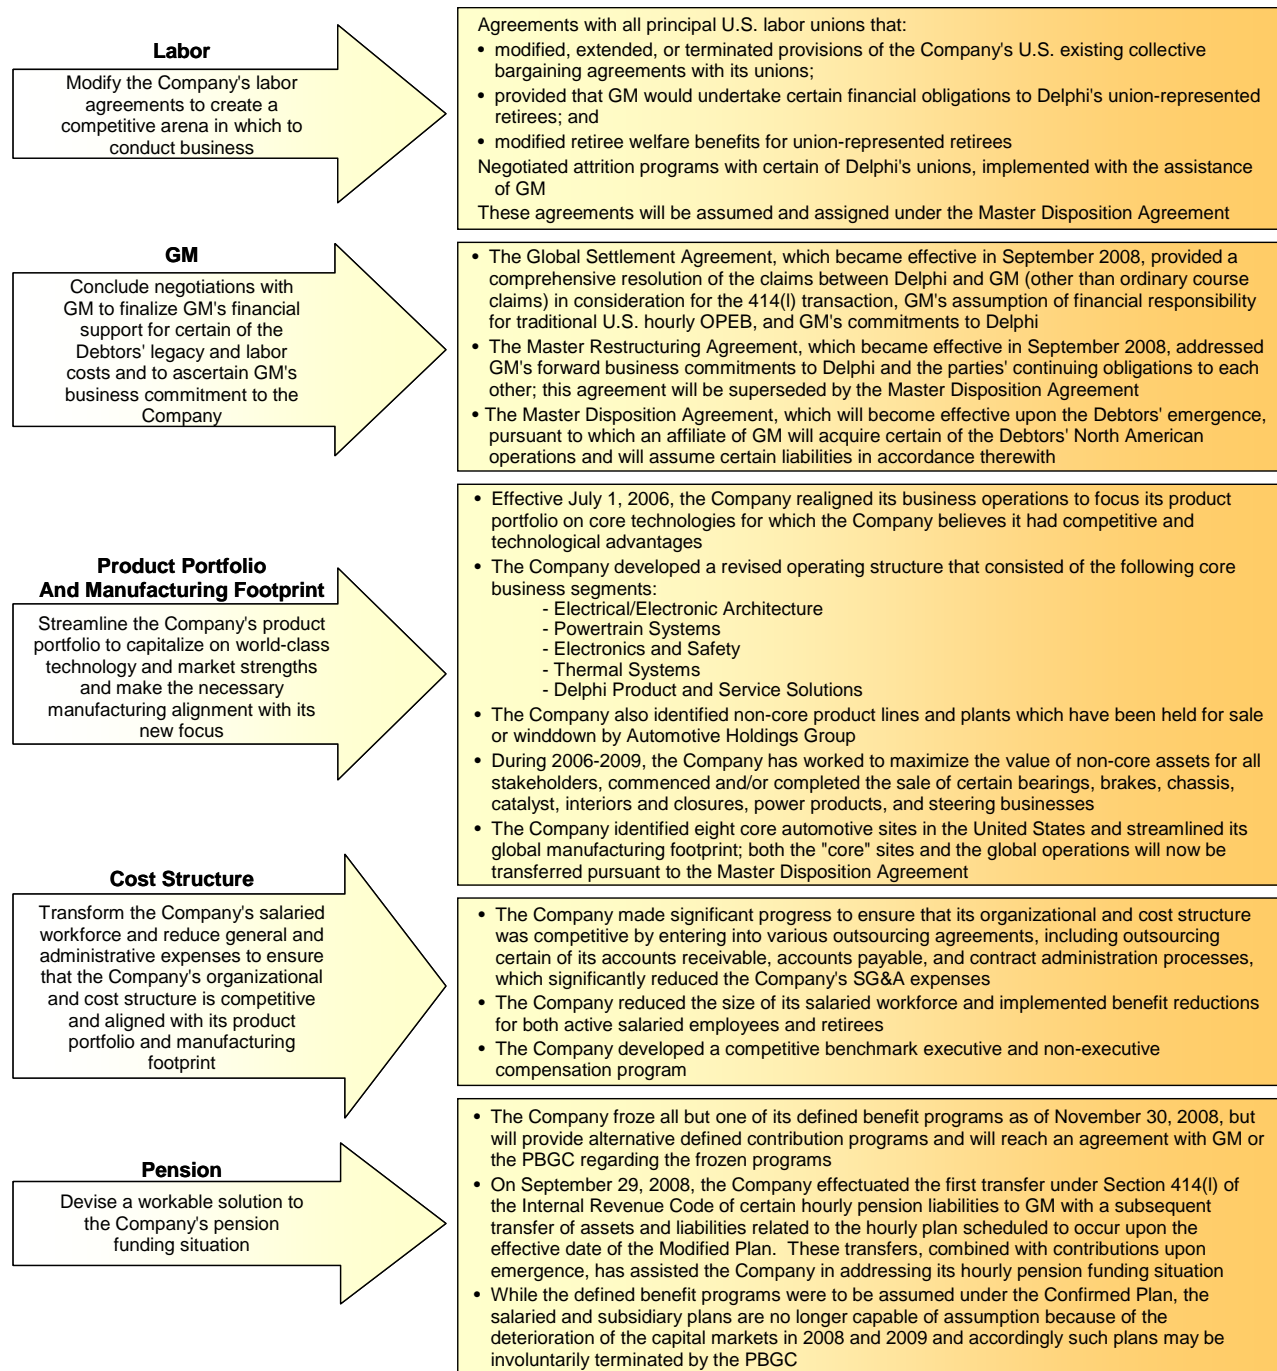 Labor
Modify the Company's labor
agreements to create a
competitive arena in which to
conduct business
Agreements with all principal U.S. labor unions that:
• modified, extended, or terminated provisions of the Company's U.S. existing collective
bargaining agreements with its unions;
• provided that GM would undertake certain financial obligations to Delphi's union-represented
retirees; and
• modified retiree welfare benefits for union-represented retirees
Negotiated attrition programs with certain of Delphi's unions, implemented with the assistance
of GM
These agreements will be assumed and assigned under the Master Disposition Agreement
GM
Conclude negotiations with
GM to finalize GM's financial
support for certain of the
Debtors' legacy and labor
costs and to ascertain GM's
business commitment to the
Company
• The Global Settlement Agreement, which became effective in September 2008, provided a
comprehensive resolution of the claims between Delphi and GM (other than ordinary course
claims) in consideration for the 414(l) transaction, GM's assumption of financial responsibility
for traditional U.S. hourly OPEB, and GM's commitments to Delphi
• The Master Restructuring Agreement, which became effective in September 2008, addressed
GM's forward business commitments to Delphi and the parties' continuing obligations to each
other; this agreement will be superseded by the Master Disposition Agreement
• The Master Disposition Agreement, which will become effective upon the Debtors' emergence,
pursuant to which an affiliate of GM will acquire certain of the Debtors' North American
operations and will assume certain liabilities in accordance therewith
Product Portfolio
And Manufacturing Footprint
Streamline the Company's product
portfolio to capitalize on world-class
technology and market strengths
and make the necessary
manufacturing alignment with its
new focus
• Effective July 1, 2006, the Company realigned its business operations to focus its product
portfolio on core technologies for which the Company believes it had competitive and
technological advantages
• The Company developed a revised operating structure that consisted of the following core
business segments:
- Electrical/Electronic Architecture
- Powertrain Systems
- Electronics and Safety
- Thermal Systems
- Delphi Product and Service Solutions
• The Company also identified non-core product lines and plants which have been held for sale
or winddown by Automotive Holdings Group
• During 2006-2009, the Company has worked to maximize the value of non-core assets for all
stakeholders, commenced and/or completed the sale of certain bearings, brakes, chassis,
catalyst, interiors and closures, power products, and steering businesses
• The Company identified eight core automotive sites in the United States and streamlined its
global manufacturing footprint; both the "core" sites and the global operations will now be
transferred pursuant to the Master Disposition Agreement
Cost Structure
Transform the Company's salaried
workforce and reduce general and
administrative expenses to ensure
that the Company's organizational
and cost structure is competitive
and aligned with its product
portfolio and manufacturing
footprint
• The Company made significant progress to ensure that its organizational and cost structure
was competitive by entering into various outsourcing agreements, including outsourcing
certain of its accounts receivable, accounts payable, and contract administration processes,
which significantly reduced the Company's SG&A expenses
• The Company reduced the size of its salaried workforce and implemented benefit reductions
for both active salaried employees and retirees
• The Company developed a competitive benchmark executive and non-executive
compensation program
Pension
Devise a workable solution to
the Company's pension
funding situation
• The Company froze all but one of its defined benefit programs as of November 30, 2008, but
will provide alternative defined contribution programs and will reach an agreement with GM or
the PBGC regarding the frozen programs
• On September 29, 2008, the Company effectuated the first transfer under Section 414(l) of
the Internal Revenue Code of certain hourly pension liabilities to GM with a subsequent
transfer of assets and liabilities related to the hourly plan scheduled to occur upon the
effective date of the Modified Plan. These transfers, combined with contributions upon
emergence, has assisted the Company in addressing its hourly pension funding situation
• While the defined benefit programs were to be assumed under the Confirmed Plan, the
salaried and subsidiary plans are no longer capable of assumption because of the
deterioration of the capital markets in 2008 and 2009 and accordingly such plans may be
involuntarily terminated by the PBGC